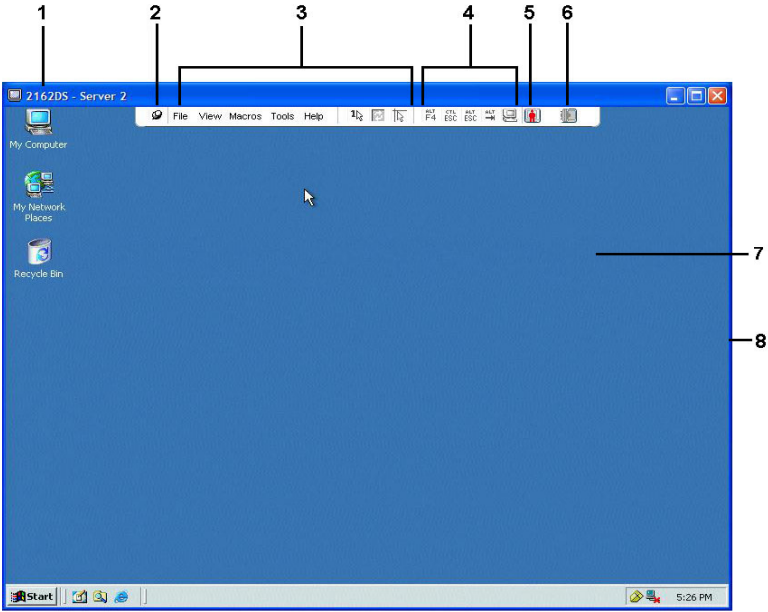 1 2 3 4 5 6
2162DS - Server 2
File View Macros Tools Help ALT F4 CTL ESC ALT ESC ALT
My Computer
My Network
Places
Recycle Bin
7
8
Start 5:26 PM